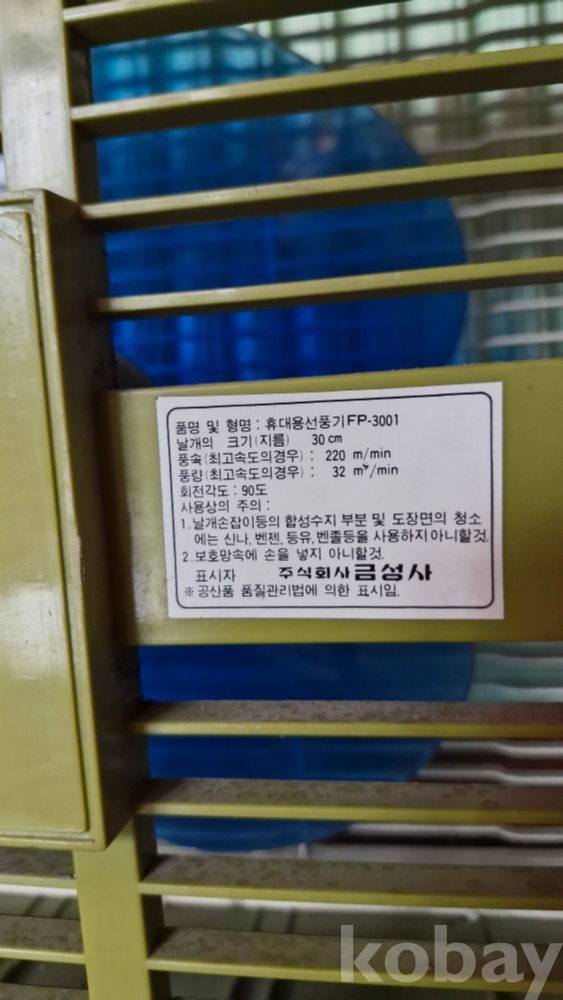 품명 및 형명 : 휴대용선풍기 FP-3001
날개의 크기(지름) 30cm
풍속(최고속도의경우) : 220 m/min
풍량(최고속도의경우) : 32 m³/min
회전각도 : 90도
사용상의 주의 :
1. 날개손잡이등의 합성수지 부분 및 도장면의 청소
에는 신나, 벤젠, 등유, 벤졸등을 사용하지아니할것.
2. 보호망속에 손을 넣지 아니할것.
표시자 주식회사 금성사
※ 공산품 품질관리법에 의한 표시임.
kobay